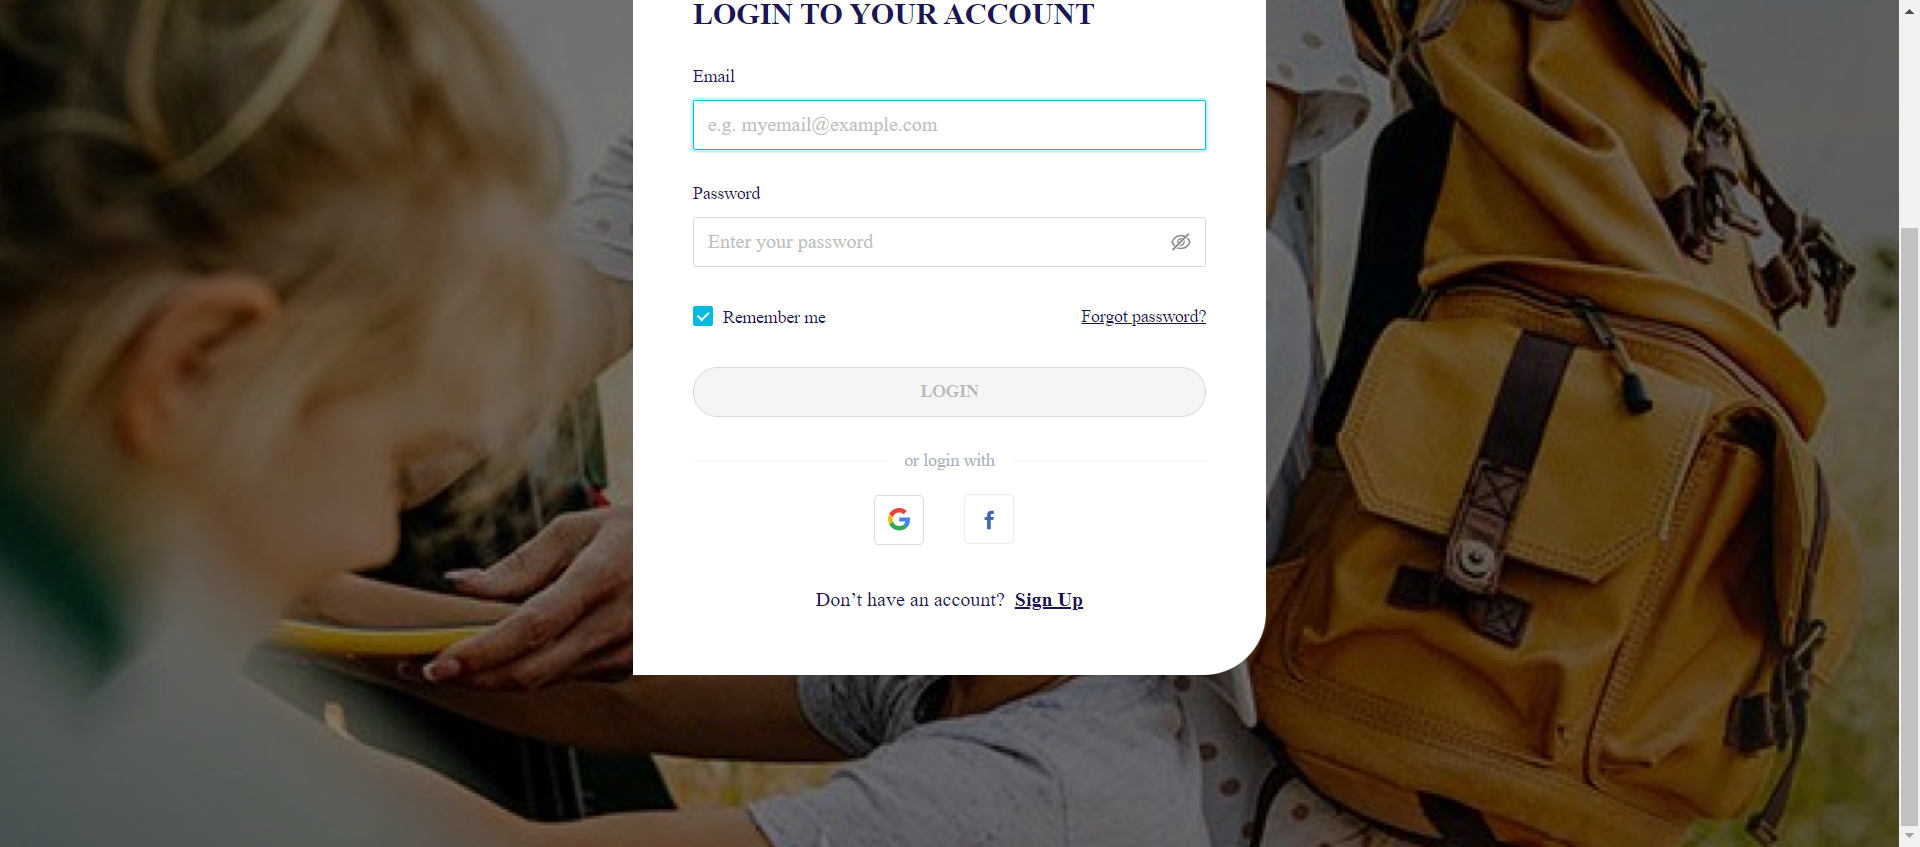 LOGIN TO YOUR ACCOUNT
Email
e.g. myemail@example.com
Password
Enter your password
Remember me
Forgot password?
LOGIN
or login with
Don’t have an account? Sign Up